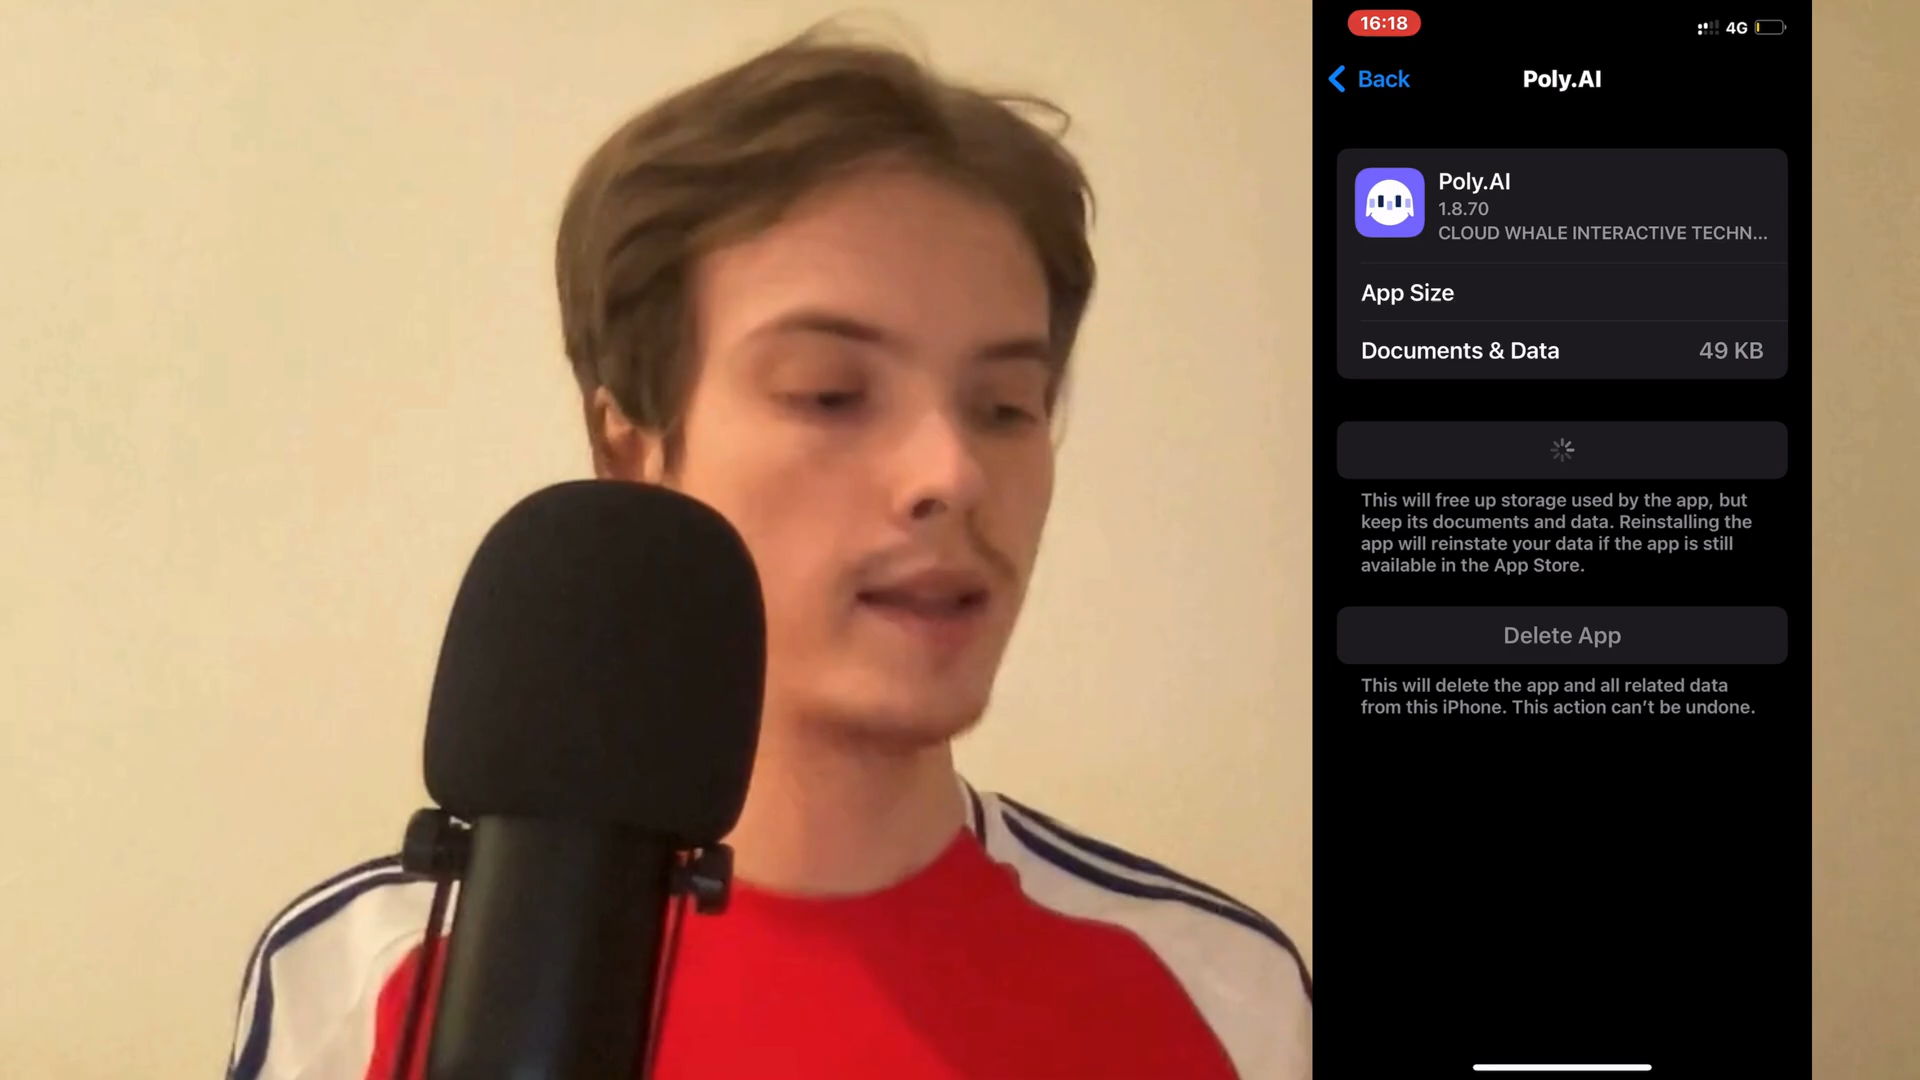 16:18
4G
Back
Poly.AI
Poly.AI
1.8.70
CLOUD WHALE INTERACTIVE TECHN...
App Size
Documents & Data 49 KB
This will free up storage used by the app, but
keep its documents and data. Reinstalling the
app will reinstate your data if the app is still
available in the App Store.
Delete App
This will delete the app and all related data
from this iPhone. This action can’t be undone.